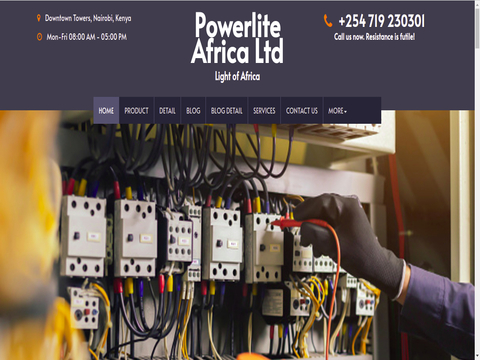 Downtown Towers, Nairobi, Kenya
Mon-Fri 08:00 AM - 05:00 PM
Powerlite
Africa Ltd
Light of Africa
+254 719 230301
Call us now. Resistance is futile!
HOME PRODUCT DETAIL BLOG BLOG DETAIL SERVICES CONTACT US MORE